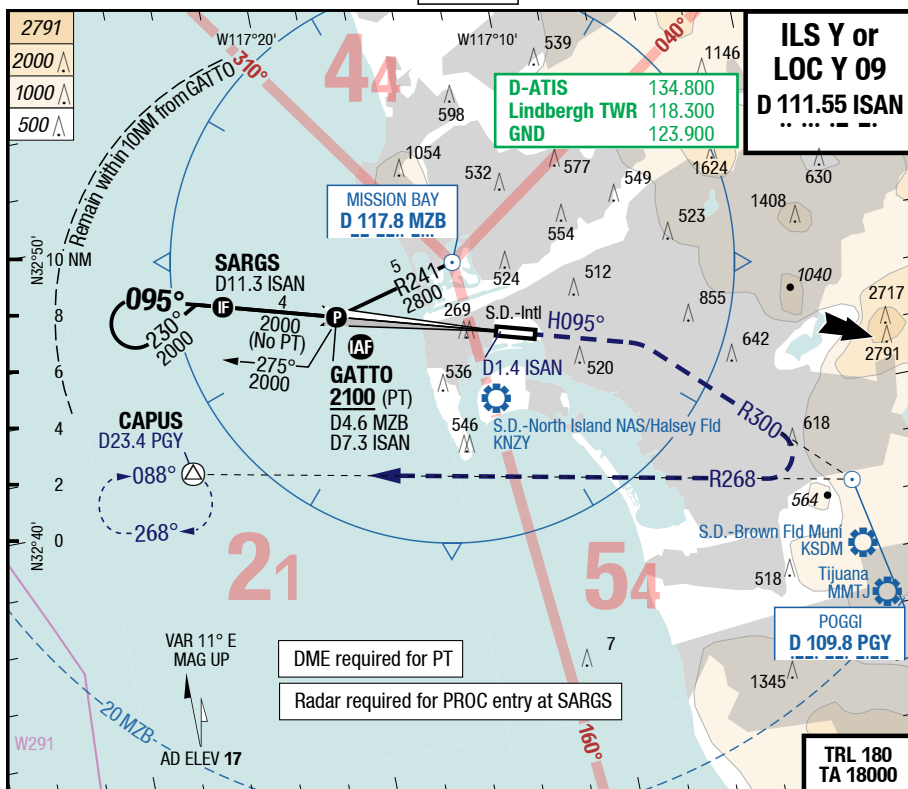 2791
2000
1000
500
W117°20'
W117°10'
310°
040°
160°
44
21
54
539
1146
598
1054
532
577
549
1624
630
1408
554
523
524
512
1040
2717
855
2791
269
642
520
536
546
618
564
518
7
1345
ILS Y or
LOC Y 09
D 111.55 ISAN
D-ATIS 134.800
Lindbergh TWR 118.300
GND 123.900
Remain within 10NM from GATTO
MISSION BAY
D 117.8 MZB
N32°50'
10 NM
8
6
4
2
0
N32°40'
SARGS
D11.3 ISAN
095°
IF
4
2000
(No PT)
230°
2000
275°
2000
P
5
R241
2800
IAF
GATTO
2100 (PT)
D4.6 MZB
D7.3 ISAN
S.D.-Intl
H095°
D1.4 ISAN
S.D.-North Island NAS/Halsey Fld
KNZY
R300
R268
CAPUS
D23.4 PGY
088°
268°
S.D.-Brown Fld Muni
KSDM
Tijuana
MMTJ
POGGI
D 109.8 PGY
VAR 11° E
MAG UP
DME required for PT
Radar required for PROC entry at SARGS
20 MZB
W291
AD ELEV 17
TRL 180
TA 18000